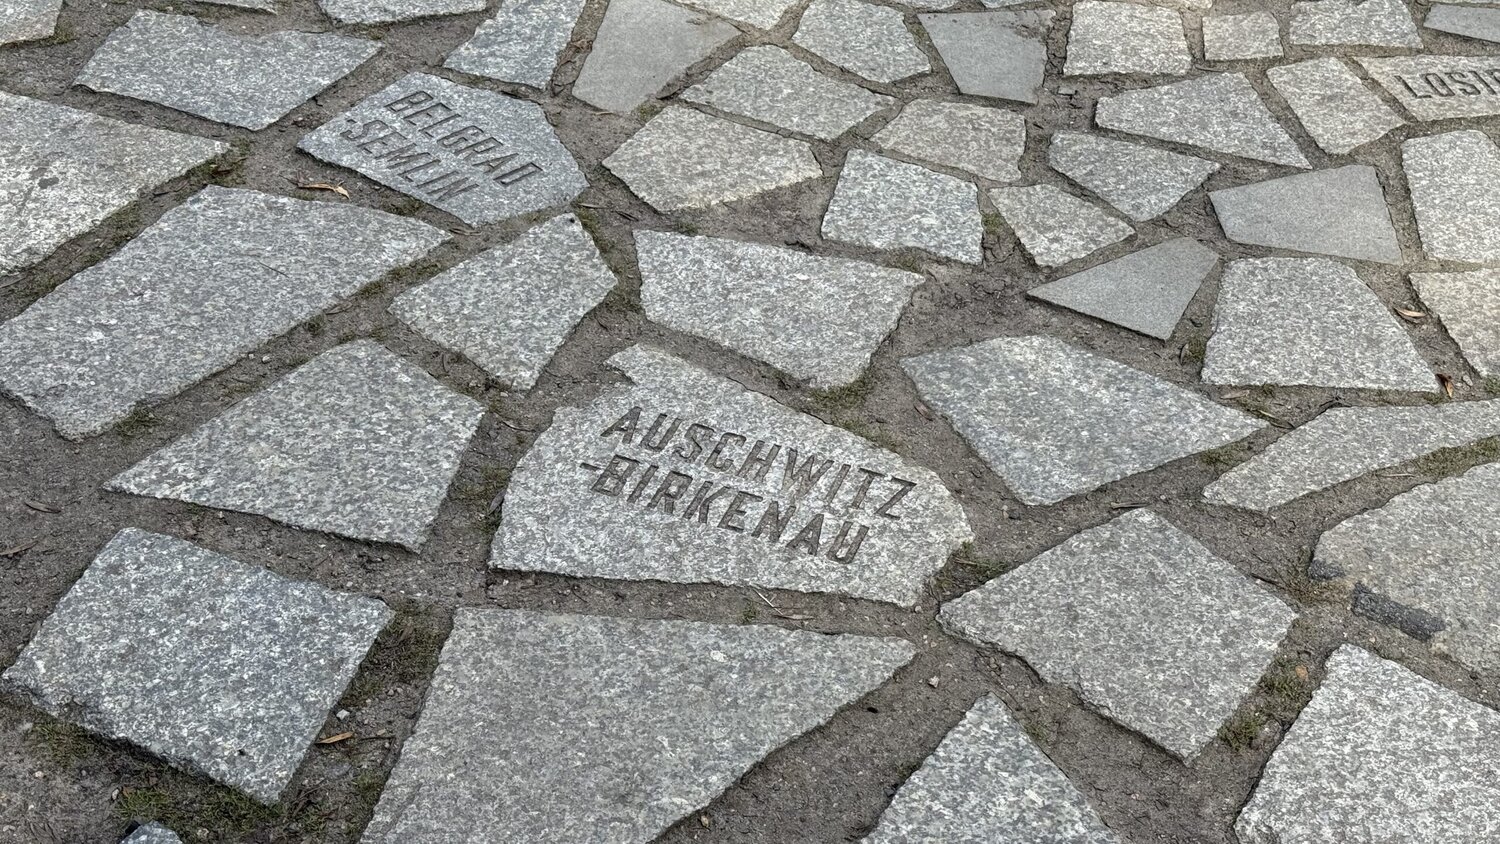 BELGRAD
-SEMLIN
AUSCHWITZ
-BIRKENAU